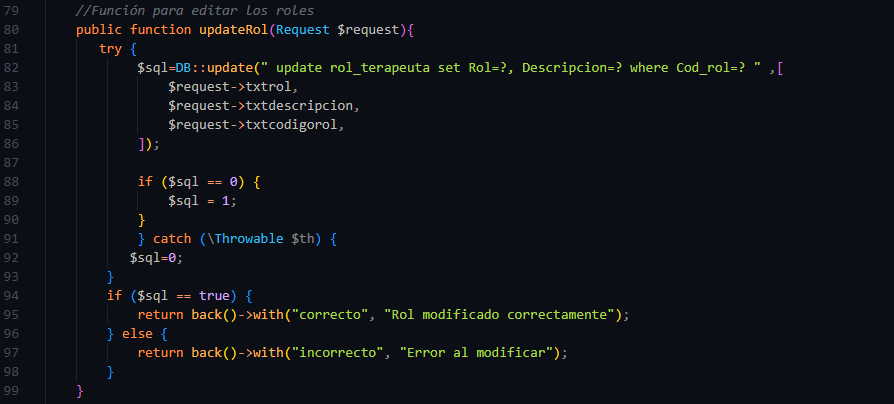 79 //Función para editar los roles
80 public function updateRol(Request $request){
81 try {
82 $sql=DB::update(" update rol_terapeuta set Rol=?, Descripcion=? where Cod_rol=? " ,[
83 $request->txtrol,
84 $request->txtdescripcion,
85 $request->txtcodigorol,
86 ]);
87
88 if ($sql == 0) {
89 $sql = 1;
90 }
91 } catch (\Throwable $th) {
92 $sql=0;
93 }
94 if ($sql == true) {
95 return back()->with("correcto", "Rol modificado correctamente");
96 } else {
97 return back()->with("incorrecto", "Error al modificar");
98 }
99 }